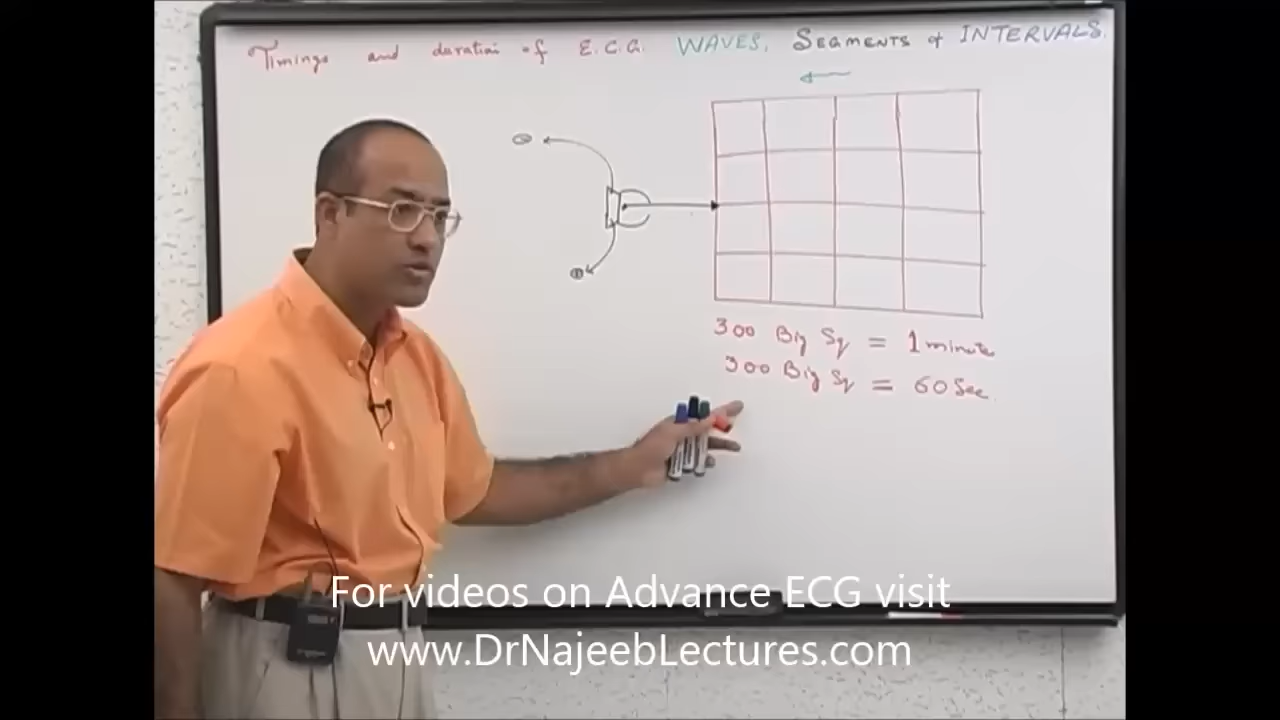 Timings and duration of E.C.G. WAVES, SEGMENTS & INTERVALS.
300 Big Sq = 1 minute
300 Big Sq = 60 Sec.
For videos on Advance ECG visit
www.DrNajeebLectures.com